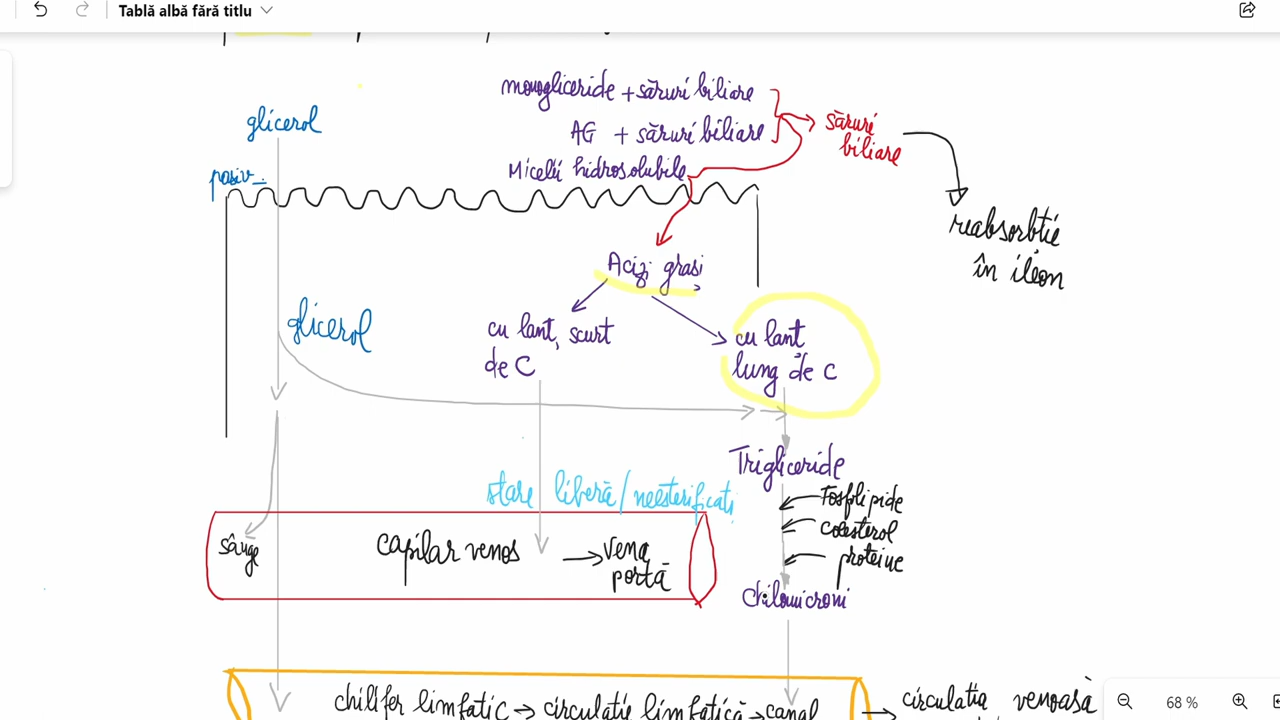 Tablă albă fără titlu
monogliceride + săruri biliare
glicerol
AG + săruri biliare
săruri
biliare
Micelii hidrosolubile
pasiv
reabsorbție
în ileon
Acizi grași
glicerol
cu lanț scurt
de C
cu lanț
lung de C
Trigliceride
stare liberă / neesterificați
Fosfolipide
colesterol
proteine
sânge
capilar venos → vena
portă
chilomicroni
chilifer limfatic → circulație limfatică → canal
→ circulația venoasă
68 %